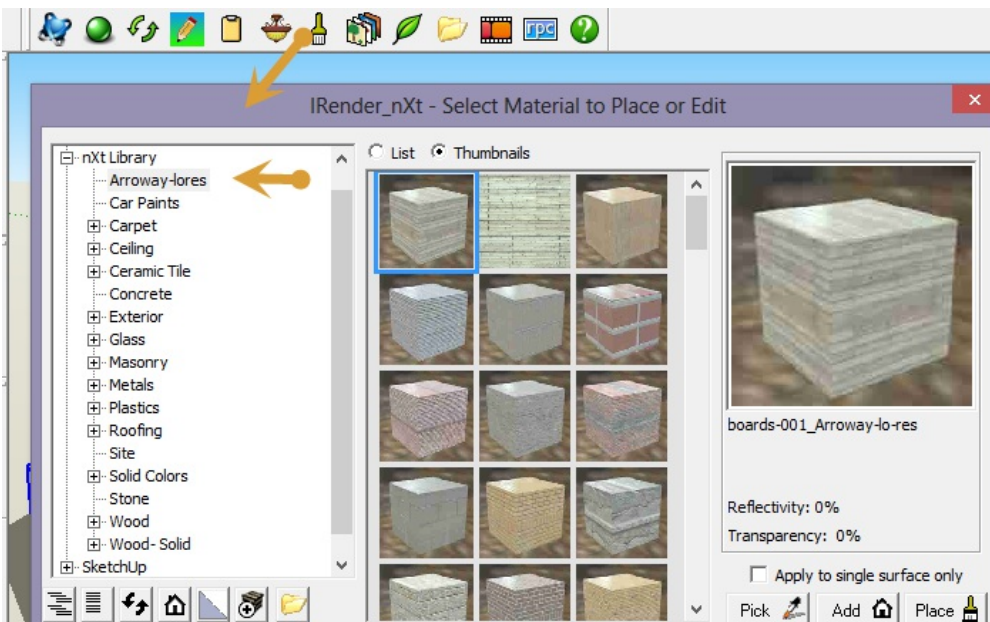 rpc
?
IRender_nXt - Select Material to Place or Edit
nXt Library
Arroway-lores
Car Paints
Carpet
Ceiling
Ceramic Tile
Concrete
Exterior
Glass
Masonry
Metals
Plastics
Roofing
Site
Solid Colors
Stone
Wood
Wood- Solid
SketchUp
List Thumbnails
boards-001_Arroway-lo-res
Reflectivity: 0%
Transparency: 0%
Apply to single surface only
Pick Add Place